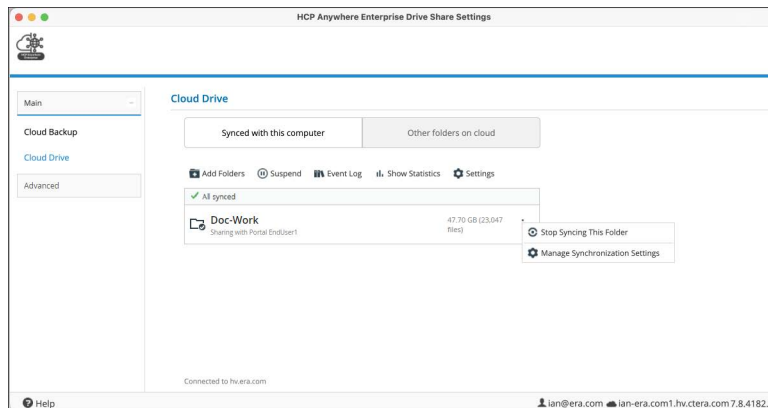 HCP Anywhere Enterprise Drive Share Settings
Main
Cloud Backup
Cloud Drive
Advanced
Cloud Drive
Synced with this computer
Other folders on cloud
Add Folders
Suspend
Event Log
Show Statistics
Settings
All synced
Doc-Work
Sharing with Portal EndUser1
47.70 GB (23,047
files)
Stop Syncing This Folder
Manage Synchronization Settings
Connected to hv.era.com
Help
ian@era.com
ian-era.com1.hv.ctera.com 7.8.4182.